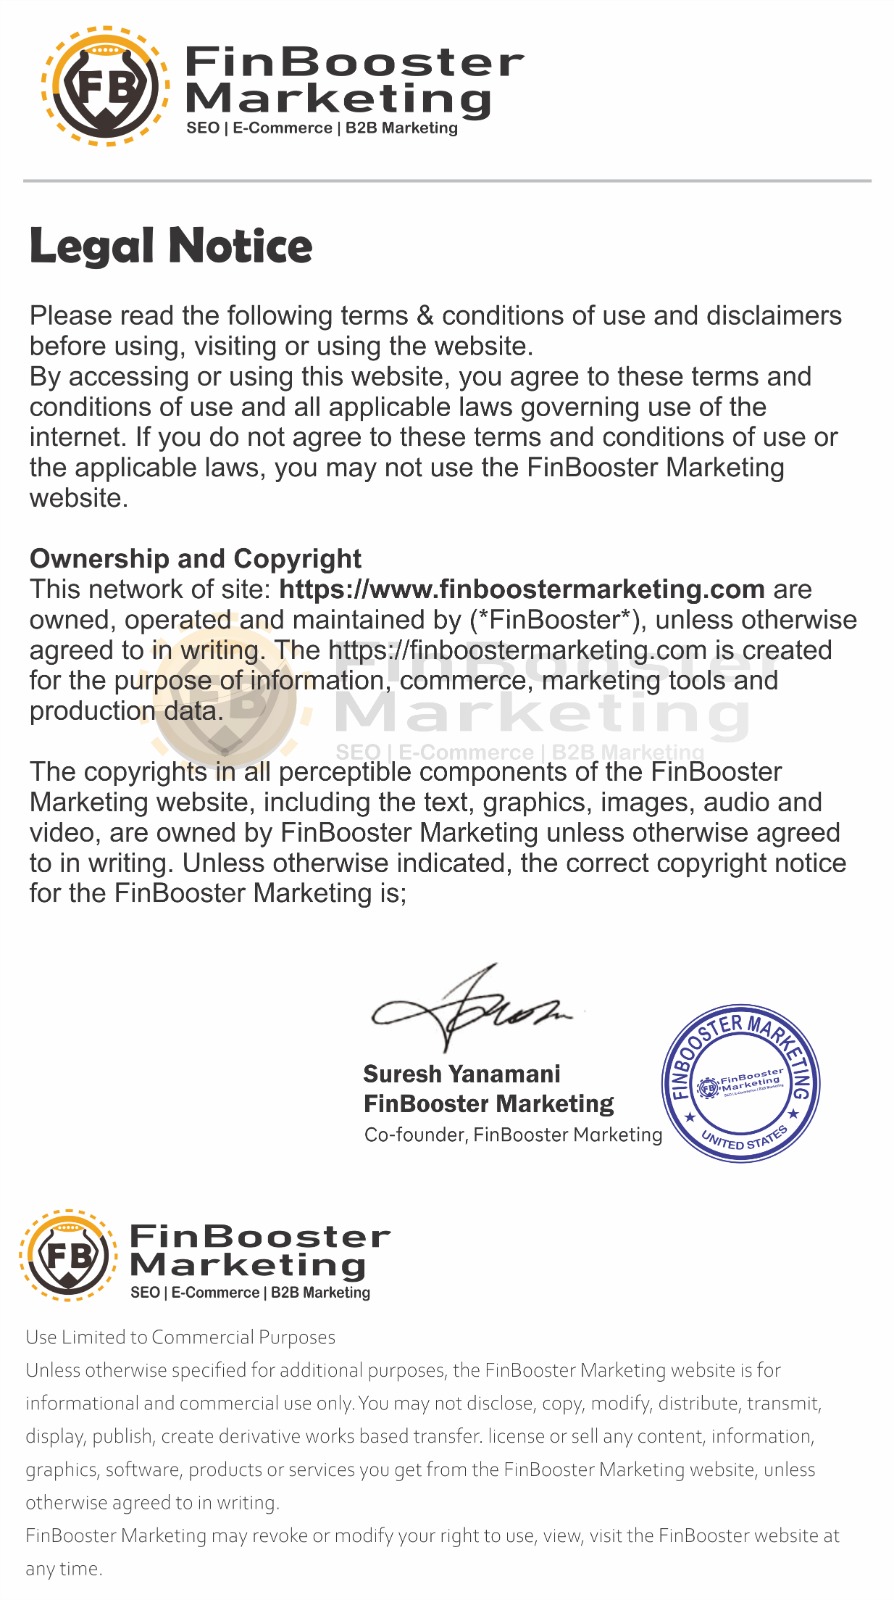 FB
FinBooster
Marketing
SEO | E-Commerce | B2B Marketing
Legal Notice
Please read the following terms & conditions of use and disclaimers
before using, visiting or using the website.
By accessing or using this website, you agree to these terms and
conditions of use and all applicable laws governing use of the
internet. If you do not agree to these terms and conditions of use or
the applicable laws, you may not use the FinBooster Marketing
website.
Ownership and Copyright
This network of site: https://www.finboostermarketing.com are
owned, operated and maintained by (*FinBooster*), unless otherwise
agreed to in writing. The https://finboostermarketing.com is created
for the purpose of information, commerce, marketing tools and
production data.
FB
FinBooster
Marketing
SEO | E-Commerce | B2B Marketing
The copyrights in all perceptible components of the FinBooster
Marketing website, including the text, graphics, images, audio and
video, are owned by FinBooster Marketing unless otherwise agreed
to in writing. Unless otherwise indicated, the correct copyright notice
for the FinBooster Marketing is;
Suresh Yanamani
FinBooster Marketing
Co-founder, FinBooster Marketing
FINBOOSTER MARKETING
FB
FinBooster
Marketing
UNITED STATES
FB
FinBooster
Marketing
SEO | E-Commerce | B2B Marketing
Use Limited to Commercial Purposes
Unless otherwise specified for additional purposes, the FinBooster Marketing website is for
informational and commercial use only. You may not disclose, copy, modify, distribute, transmit,
display, publish, create derivative works based transfer. license or sell any content, information,
graphics, software, products or services you get from the FinBooster Marketing website, unless
otherwise agreed to in writing.
FinBooster Marketing may revoke or modify your right to use, view, visit the FinBooster website at
any time.